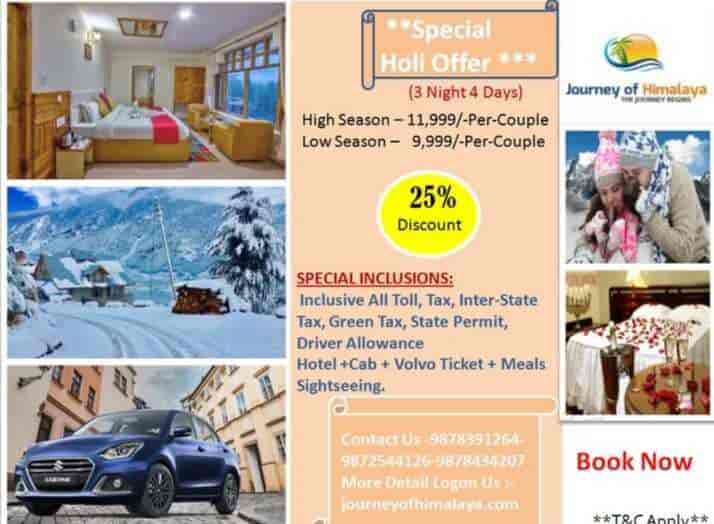 **Special
Holi Offer ***
(3 Night 4 Days)
High Season – 11,999/-Per-Couple
Low Season – 9,999/-Per-Couple
25%
Discount
SPECIAL INCLUSIONS:
Inclusive All Toll, Tax, Inter-State
Tax, Green Tax, State Permit,
Driver Allowance
Hotel +Cab + Volvo Ticket + Meals
Sightseeing.
Contact Us -9878391264-
9872544126-9878434207
More Detail Logon Us :-
journeyofhimalaya.com
Journey of Himalaya
THE JOURNEY BEGINS
Book Now
**T&C Apply**